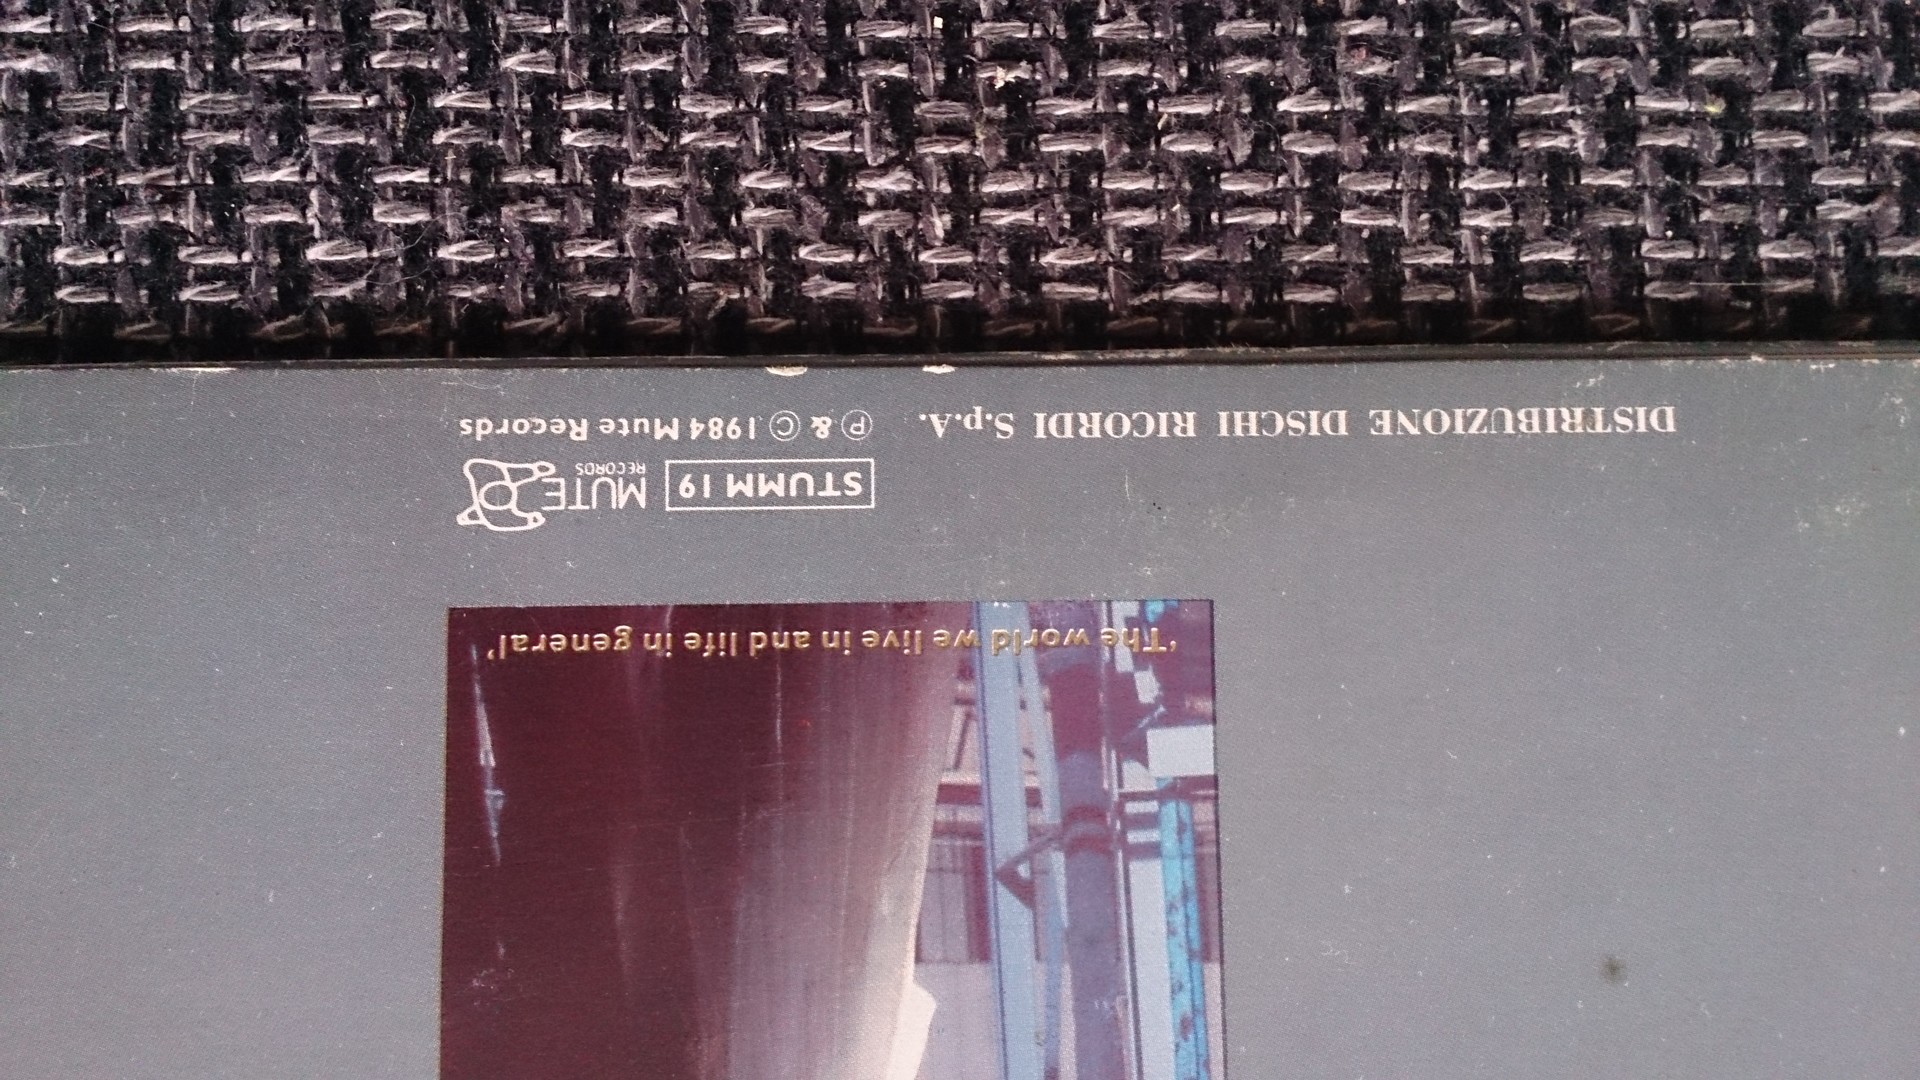 'The world we live in and life in general'
STUMM 19
MUTE
RECORDS
DISTRIBUZIONE DISCHI RICORDI S.p.A.
Ⓟ & © 1984 Mute Records